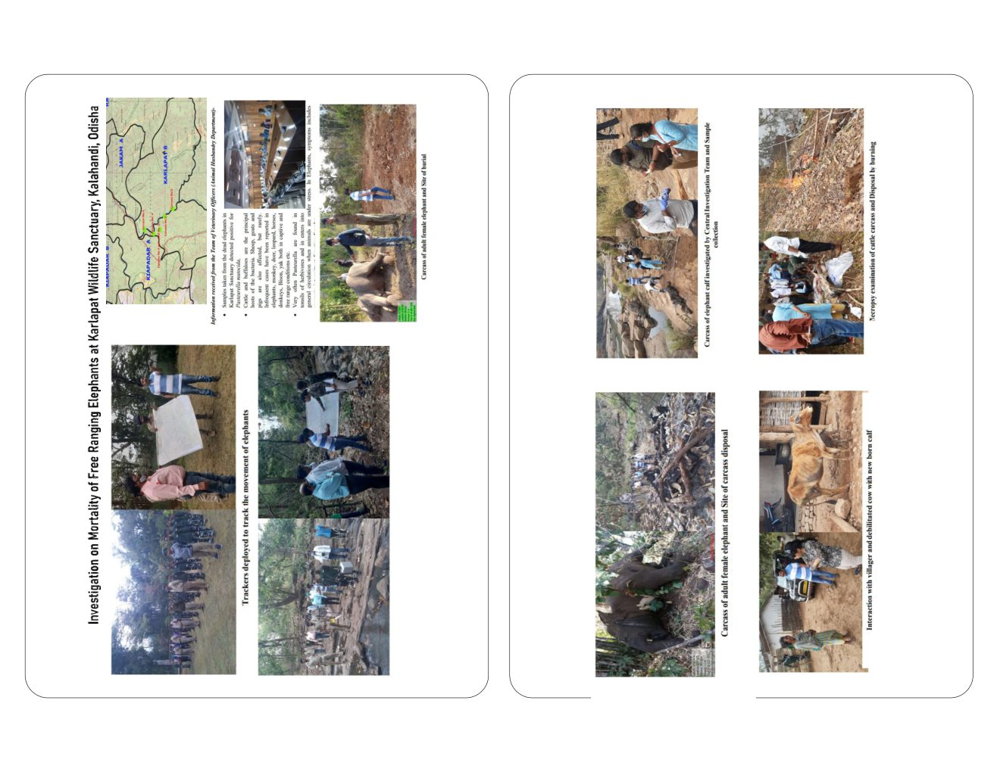 Investigation on Mortality of Free Ranging Elephants at Karlapat Wildlife Sanctuary, Kalahandi, Odisha
JAKAM A
KARLAPAT B
KIAPADAR A
KIAPADAR B
Trackers deployed to track the movement of elephants
Information received from the Team of Veterinary Officers (Animal Husbandry Department)-
• Samples taken from the dead elephants in
Karlapat Sanctuary detected positive for
Pasteurella mutocida.
• Cattle and buffaloes are the principal
hosts of the bacteria. Sheep, goats and
pigs are also affected, but rarely.
Infrequent cases have been reported in
elephants, monkey, deer, leopard, horses,
donkeys, Bison, yak both in captive and
free range conditions etc.
• Very often Pasteurella are found in
tonsils of herbivores and in enters into
general circulation when animals are under stress. In Elephants, symptoms includes
Carcass of adult female elephant and Site of burial
Carcass of adult female elephant and Site of carcass disposal
Carcass of elephant calf investigated by Central Investigation Team and Sample
collection
Interaction with villager and debilitated cow with new born calf
Necropsy examination of cattle carcass and Disposal by burning